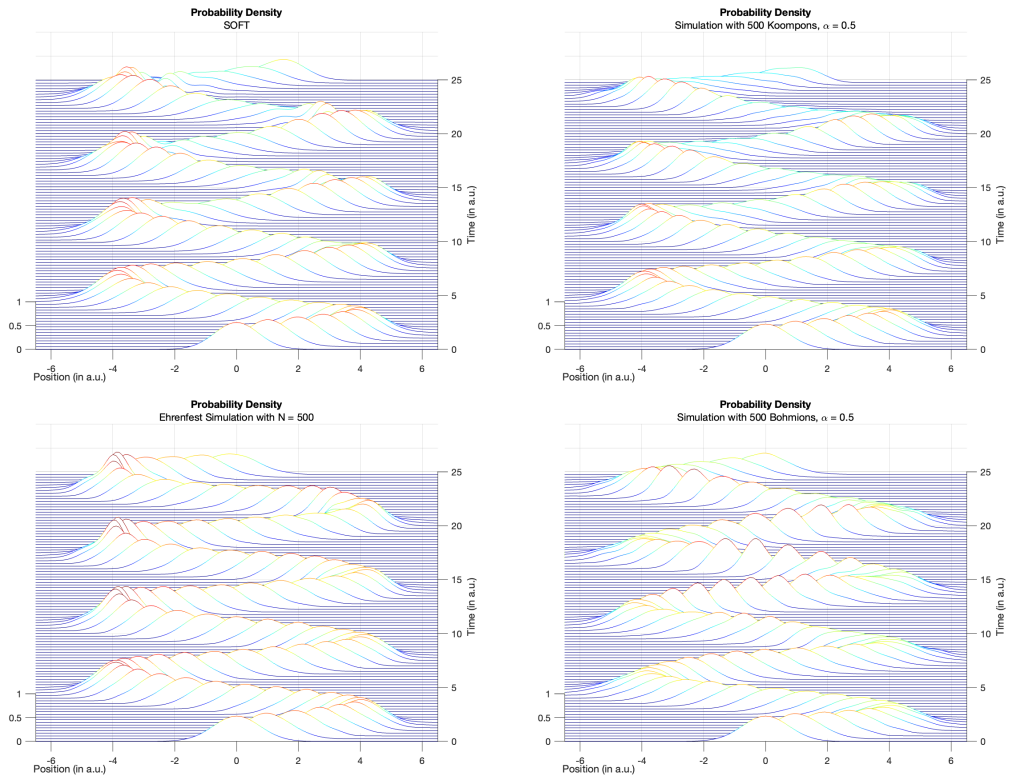 Probability Density
SOFT
25
20
15
10
5
0
Time (in a.u.)
1
0.5
0
-6 -4 -2 0 2 4 6
Position (in a.u.)
Probability Density
Simulation with 500 Koompons, α = 0.5
25
20
15
10
5
0
Time (in a.u.)
1
0.5
0
-6 -4 -2 0 2 4 6
Position (in a.u.)
Probability Density
Ehrenfest Simulation with N = 500
25
20
15
10
5
0
Time (in a.u.)
1
0.5
0
-6 -4 -2 0 2 4 6
Position (in a.u.)
Probability Density
Simulation with 500 Bohmions, α = 0.5
25
20
15
10
5
0
Time (in a.u.)
1
0.5
0
-6 -4 -2 0 2 4 6
Position (in a.u.)